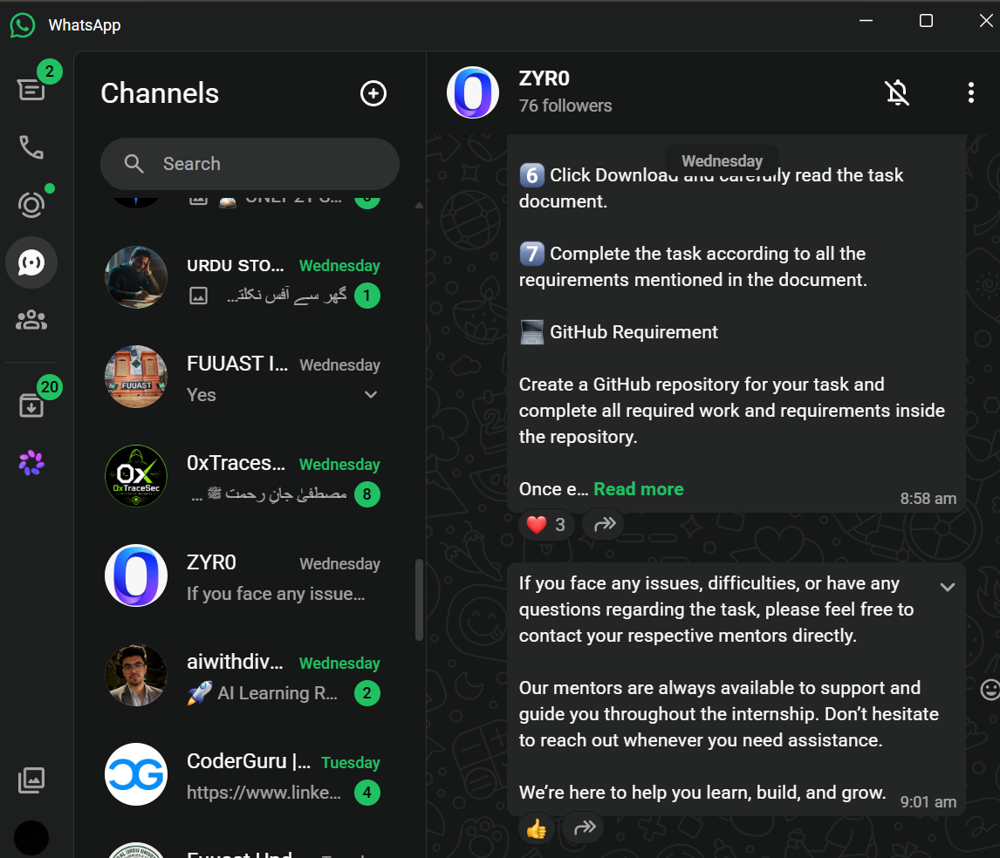 WhatsApp
2
20
Channels
Search
URDU STO... Wednesday
گھر سے آفس نکلتے... 1
FUUAST I... Wednesday
FUUAST
Yes
0xTraces... Wednesday
0X
0xTraceSec
مصطفیٰ جانِ رحمت ﷺ ... 8
ZYR0 Wednesday
If you face any issue...
aiwithdiv... Wednesday
🚀 AI Learning R... 2
CoderGuru |... Tuesday
CG
https://www.linke... 4
ZYR0
76 followers
Wednesday
6 Click Download and carefully read the task
document.
7 Complete the task according to all the
requirements mentioned in the document.
💻 GitHub Requirement
Create a GitHub repository for your task and
complete all required work and requirements inside
the repository.
Once e... Read more
8:58 am
❤️ 3
If you face any issues, difficulties, or have any
questions regarding the task, please feel free to
contact your respective mentors directly.
Our mentors are always available to support and
guide you throughout the internship. Don’t hesitate
to reach out whenever you need assistance.
We’re here to help you learn, build, and grow.
9:01 am
👍